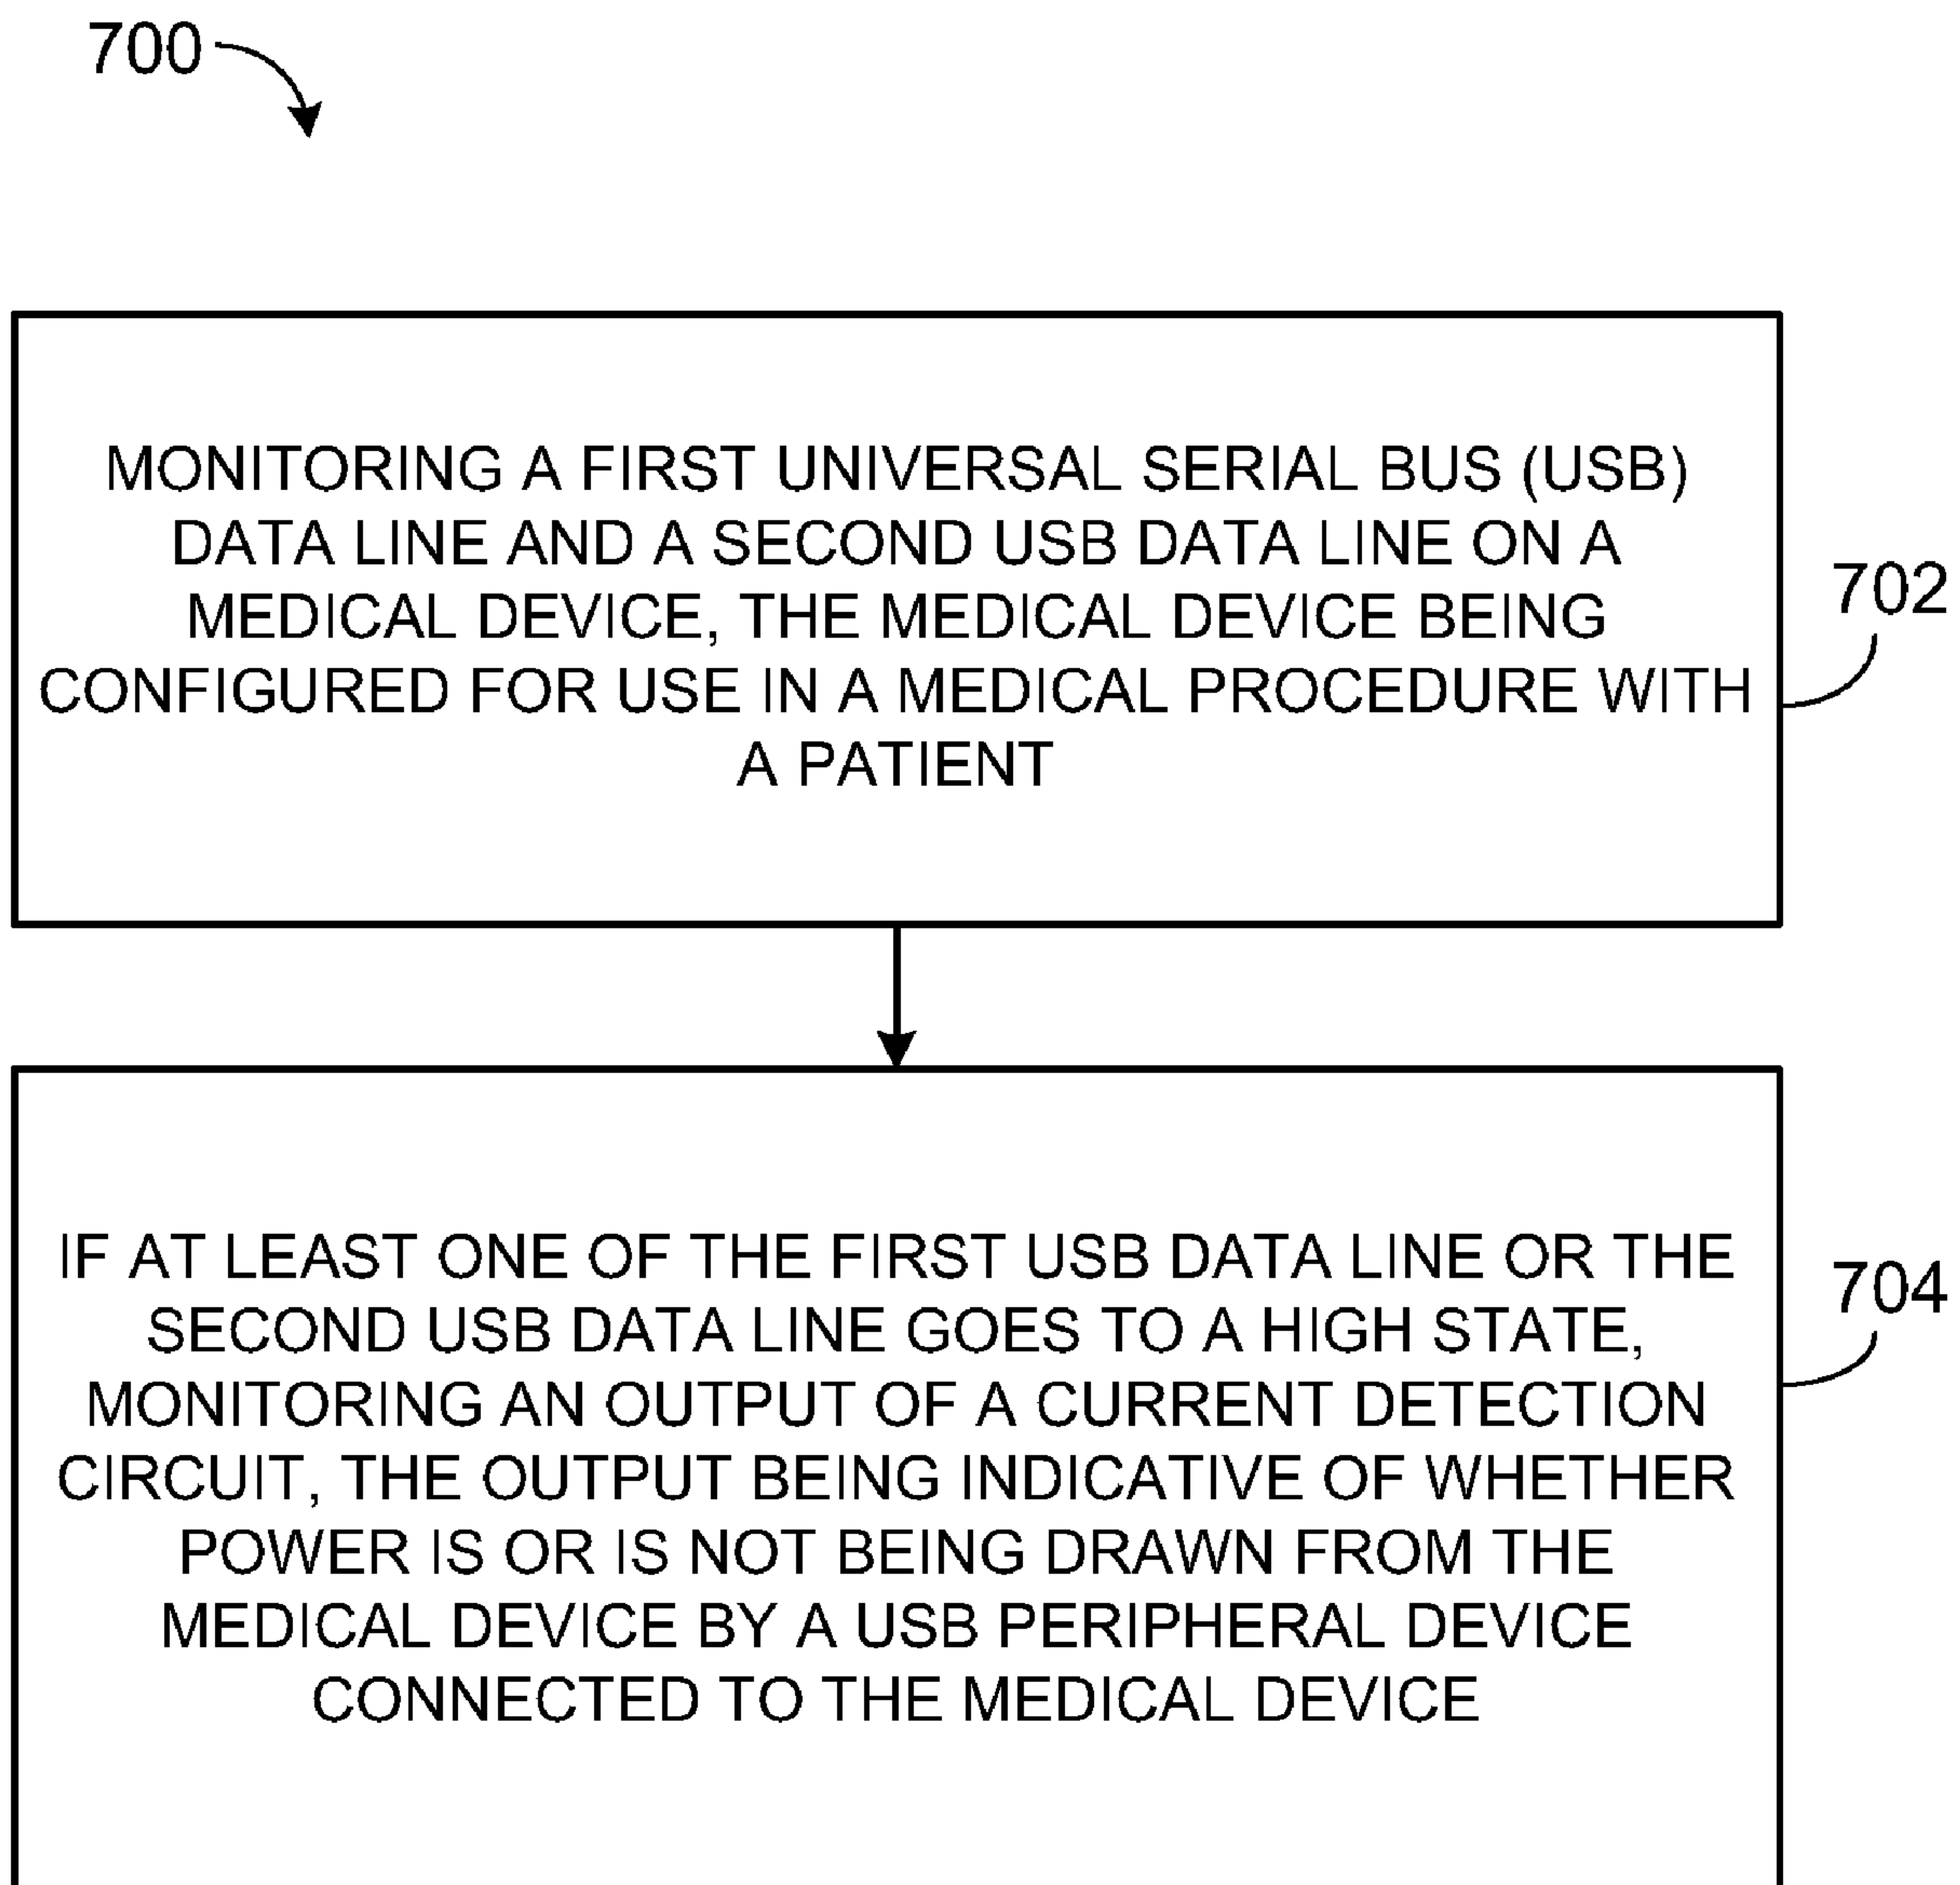 700
MONITORING A FIRST UNIVERSAL SERIAL BUS (USB)
DATA LINE AND A SECOND USB DATA LINE ON A
MEDICAL DEVICE, THE MEDICAL DEVICE BEING
CONFIGURED FOR USE IN A MEDICAL PROCEDURE WITH
A PATIENT
702
IF AT LEAST ONE OF THE FIRST USB DATA LINE OR THE
SECOND USB DATA LINE GOES TO A HIGH STATE,
MONITORING AN OUTPUT OF A CURRENT DETECTION
CIRCUIT, THE OUTPUT BEING INDICATIVE OF WHETHER
POWER IS OR IS NOT BEING DRAWN FROM THE
MEDICAL DEVICE BY A USB PERIPHERAL DEVICE
CONNECTED TO THE MEDICAL DEVICE
704